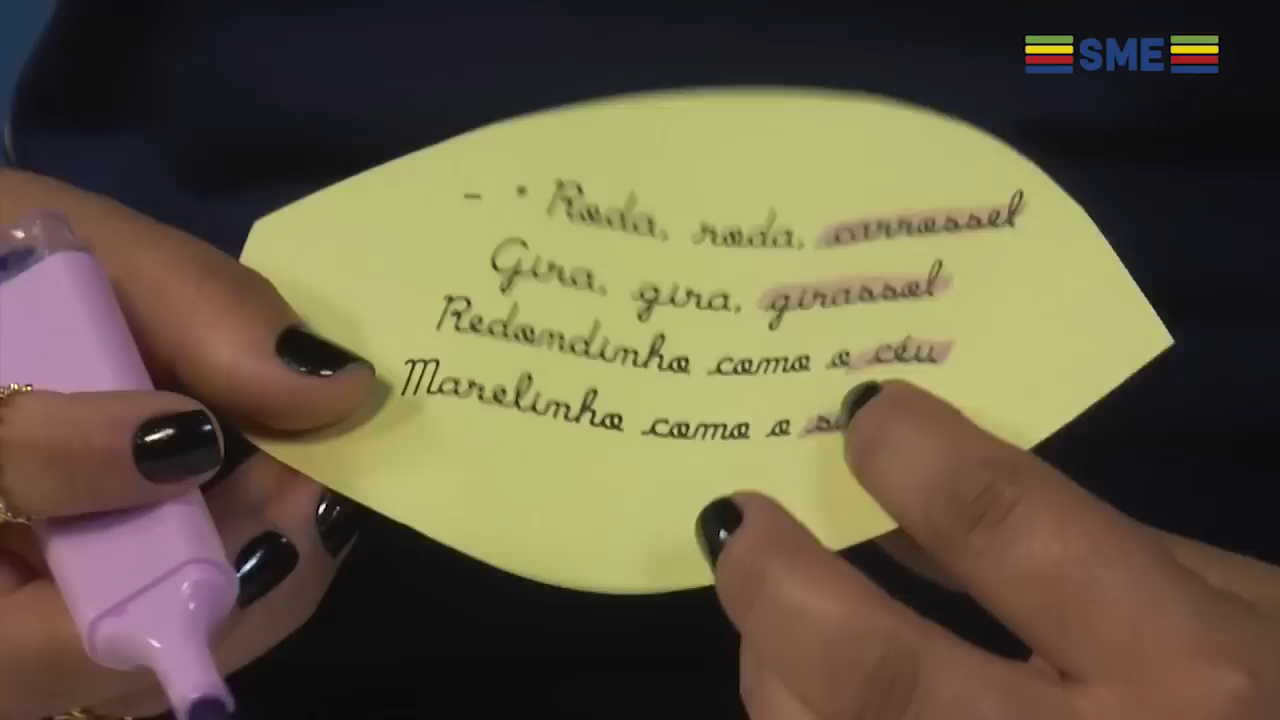 SME
- • Roda, roda, carrossel
Gira, gira, girassol
Redondinho como o céu
Marelinho como o